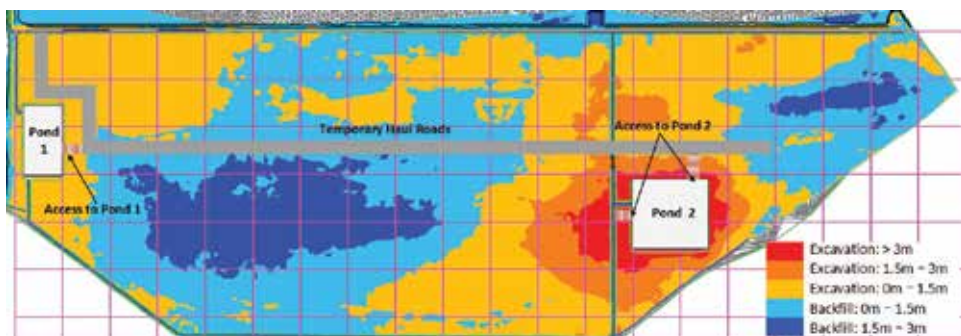 Temporary Haul Roads
Access to Pond 2
Pond
1
Access to Pond 1
Pond 2
Excavation: > 3m
Excavation: 1.5m – 3m
Excavation: 0m – 1.5m
Backfill: 0m – 1.5m
Backfill: 1.5m – 3m